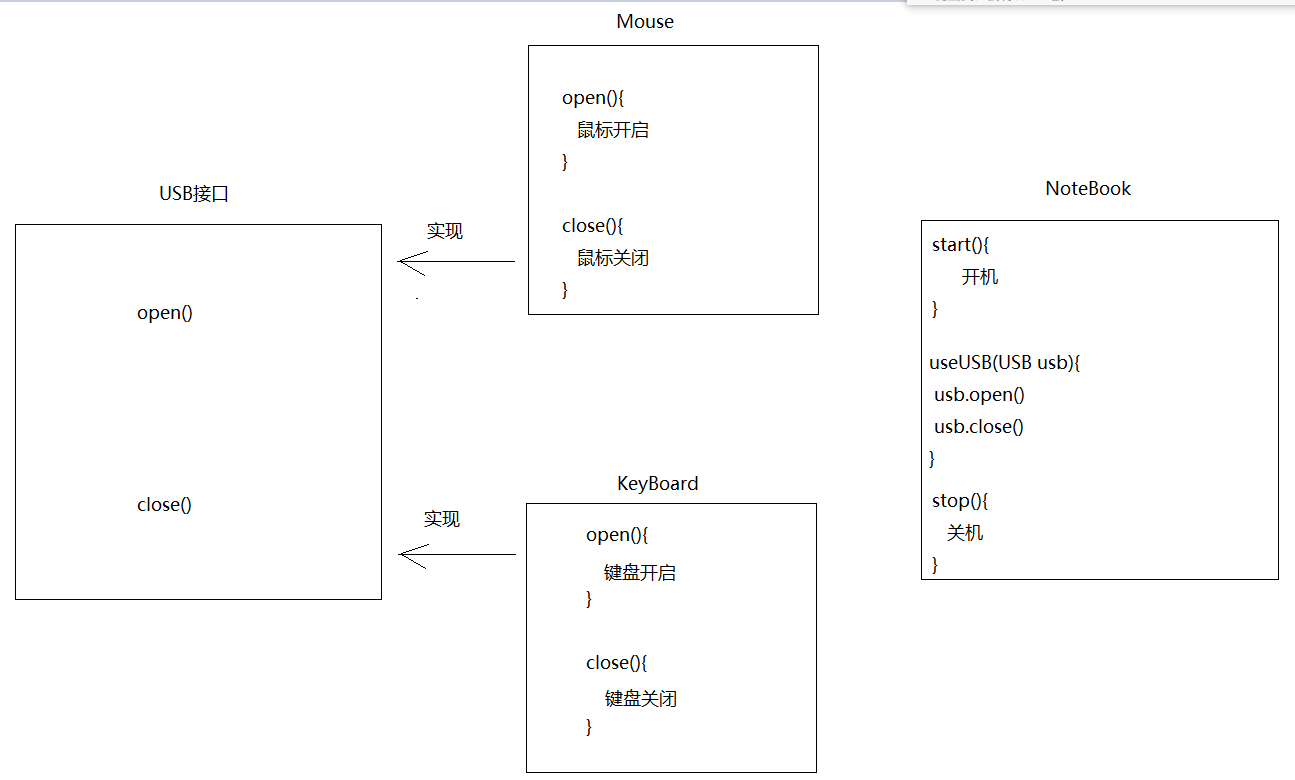 USB接口
open()
close()
实现
实现
Mouse
open(){
鼠标开启
}
close(){
鼠标关闭
}
KeyBoard
open(){
键盘开启
}
close(){
键盘关闭
}
NoteBook
start(){
开机
}
useUSB(USB usb){
usb.open()
usb.close()
}
stop(){
关机
}